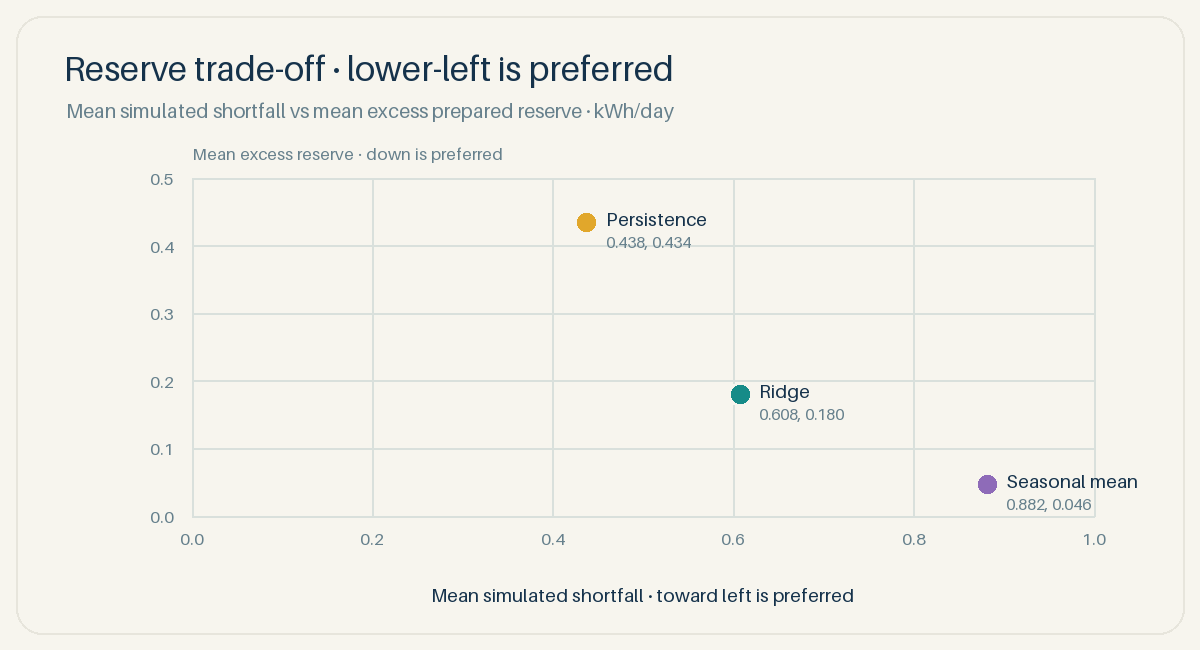 Reserve trade-off · lower-left is preferred
Mean simulated shortfall vs mean excess prepared reserve · kWh/day
Mean excess reserve · down is preferred
0.5
Persistence
0.438, 0.434
0.4
0.3
0.2
Ridge
0.608, 0.180
0.1
Seasonal mean
0.882, 0.046
0.0
0.0 0.2 0.4 0.6 0.8 1.0
Mean simulated shortfall · toward left is preferred